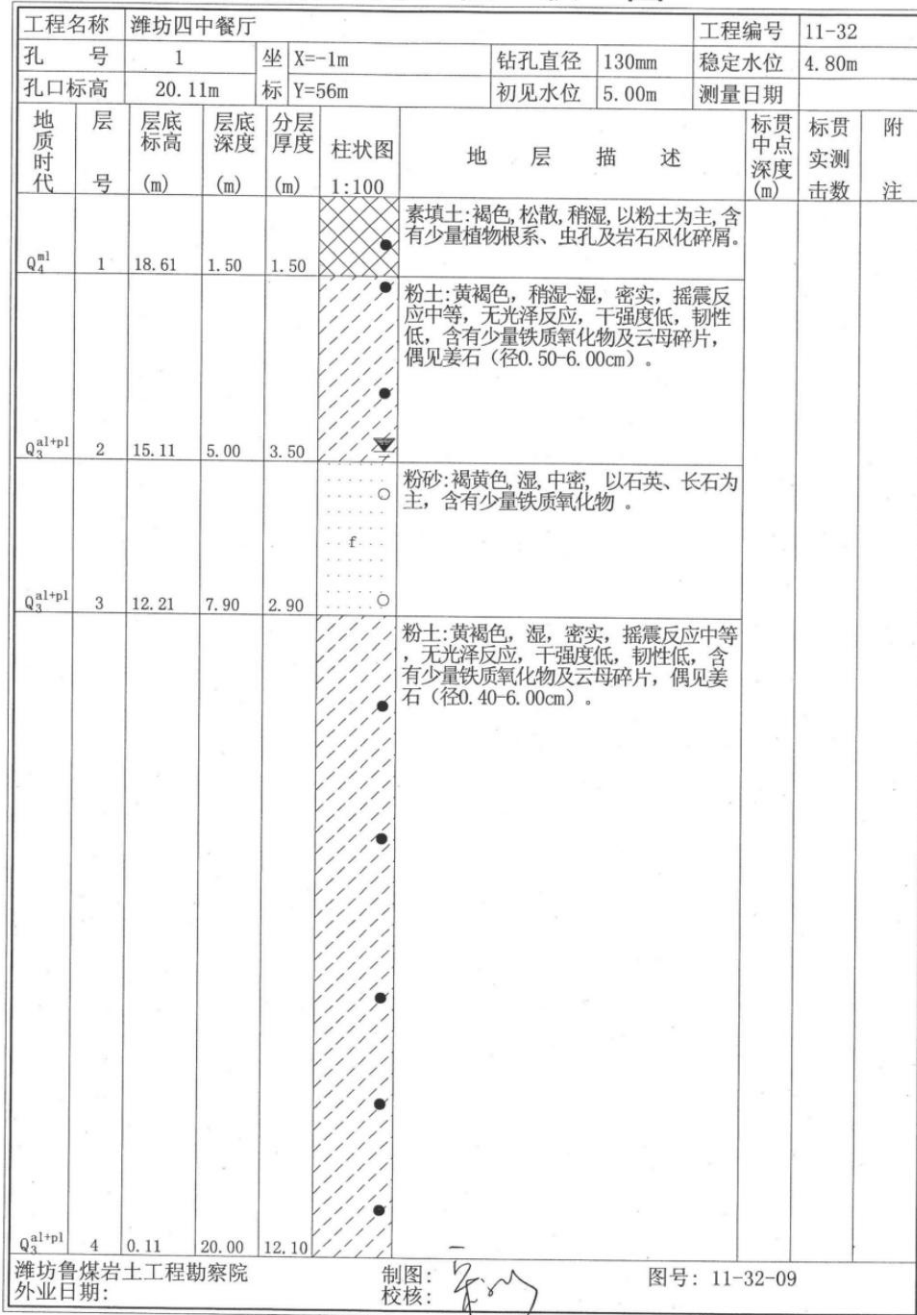 工程名称 潍坊四中餐厅 工程编号 11-32
孔 号 1 坐标 X=-1m 钻孔直径 130mm 稳定水位 4.80m
孔口标高 20.11m Y=56m 初见水位 5.00m 测量日期
地质时代 层号 层底标高(m) 层底深度(m) 分层厚度(m) 柱状图1:100 地 层 描 述 标贯中点深度(m) 标贯实测击数 附注
素填土:褐色,松散,稍湿,以粉土为主,含
有少量植物根系、虫孔及岩石风化碎屑。
Q4ml 1 18.61 1.50 1.50
粉土:黄褐色，稍湿-湿，密实，摇震反
应中等，无光泽反应，干强度低，韧性
低，含有少量铁质氧化物及云母碎片，
偶见姜石（径0.50-6.00cm）。
Q3al+pl 2 15.11 5.00 3.50
粉砂:褐黄色,湿,中密, 以石英、长石为
主，含有少量铁质氧化物 。
f
Q3al+pl 3 12.21 7.90 2.90
粉土:黄褐色，湿，密实，摇震反应中等
，无光泽反应，干强度低，韧性低，含
有少量铁质氧化物及云母碎片，偶见姜
石（径0.40-6.00cm）。
Q3al+pl 4 0.11 20.00 12.10
潍坊鲁煤岩土工程勘察院 制图: 图号: 11-32-09
外业日期: 校核: